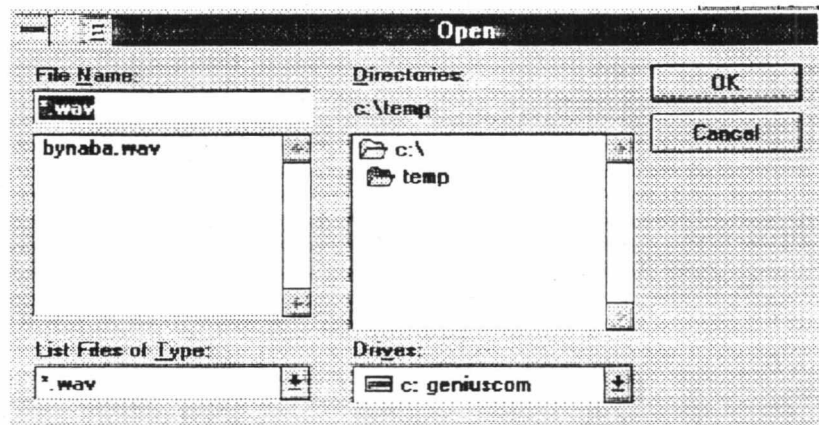 Open
File Name:
*.wav
bynaba.wav
List Files of Type:
*.wav
Directories:
c:\temp
c:\
temp
Drives:
c: geniuscom
OK
Cancel